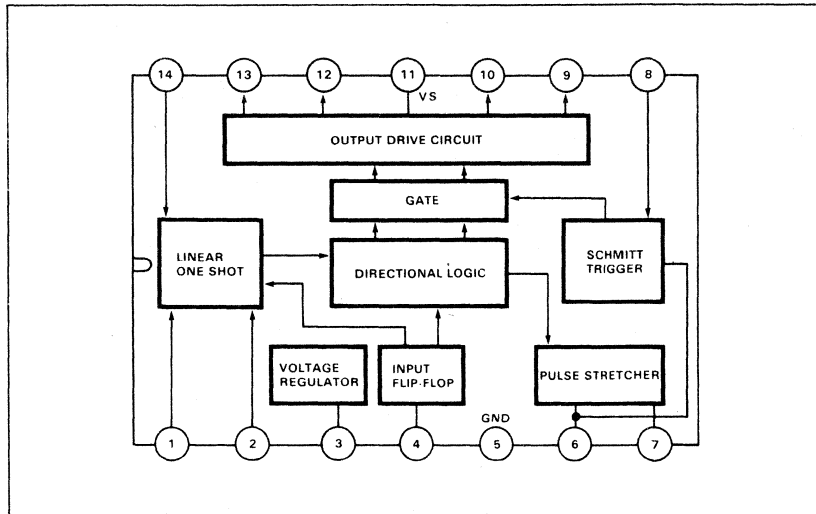 14 13 12 11 10 9 8
VS
OUTPUT DRIVE CIRCUIT
GATE
LINEAR
ONE SHOT
DIRECTIONAL LOGIC
SCHMITT
TRIGGER
VOLTAGE
REGULATOR
INPUT
FLIP-FLOP
PULSE STRETCHER
GND
1 2 3 4 5 6 7